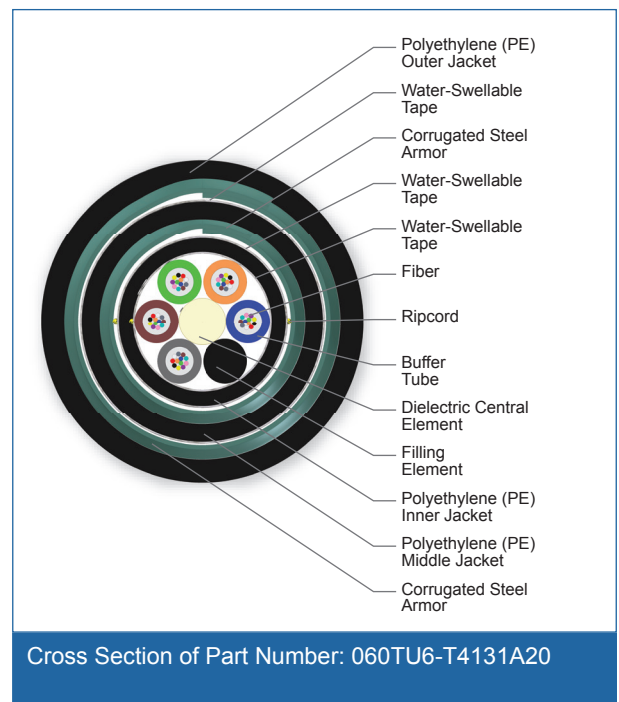 Polyethylene (PE)
Outer Jacket
Water-Swellable
Tape
Corrugated Steel
Armor
Water-Swellable
Tape
Water-Swellable
Tape
Fiber
Ripcord
Buffer
Tube
Dielectric Central
Element
Filling
Element
Polyethylene (PE)
Inner Jacket
Polyethylene (PE)
Middle Jacket
Corrugated Steel
Armor
Cross Section of Part Number: 060TU6-T4131A20